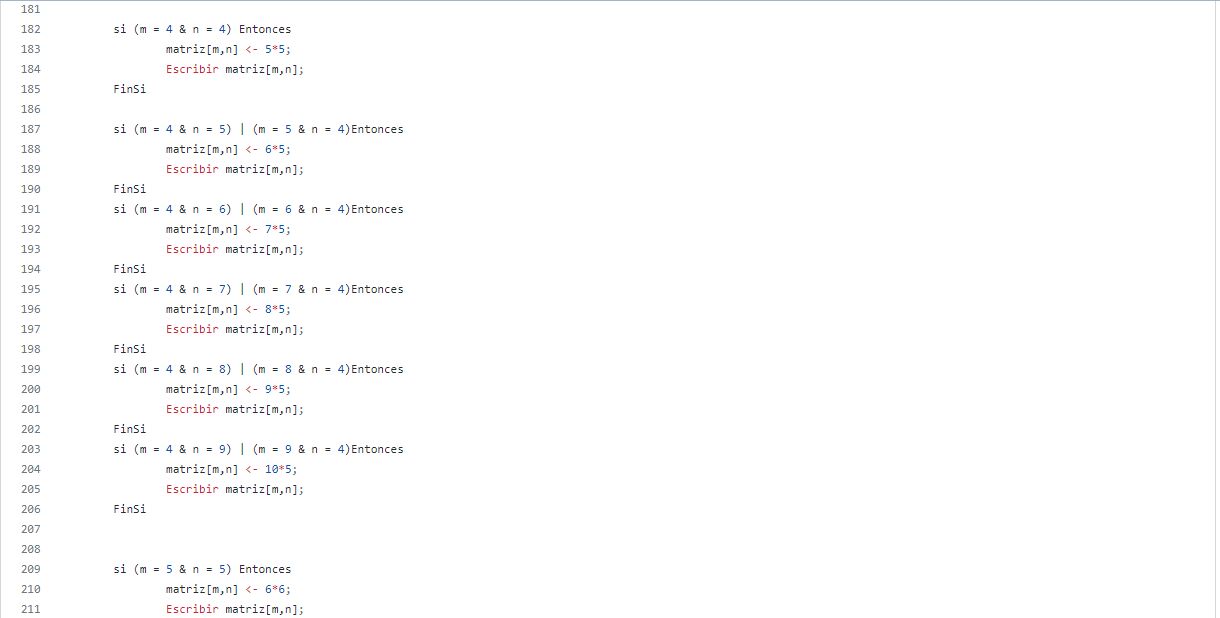 181
182 si (m = 4 & n = 4) Entonces
183 matriz[m,n] <- 5*5;
184 Escribir matriz[m,n];
185 FinSi
186
187 si (m = 4 & n = 5) | (m = 5 & n = 4)Entonces
188 matriz[m,n] <- 6*5;
189 Escribir matriz[m,n];
190 FinSi
191 si (m = 4 & n = 6) | (m = 6 & n = 4)Entonces
192 matriz[m,n] <- 7*5;
193 Escribir matriz[m,n];
194 FinSi
195 si (m = 4 & n = 7) | (m = 7 & n = 4)Entonces
196 matriz[m,n] <- 8*5;
197 Escribir matriz[m,n];
198 FinSi
199 si (m = 4 & n = 8) | (m = 8 & n = 4)Entonces
200 matriz[m,n] <- 9*5;
201 Escribir matriz[m,n];
202 FinSi
203 si (m = 4 & n = 9) | (m = 9 & n = 4)Entonces
204 matriz[m,n] <- 10*5;
205 Escribir matriz[m,n];
206 FinSi
207
208
209 si (m = 5 & n = 5) Entonces
210 matriz[m,n] <- 6*6;
211 Escribir matriz[m,n];